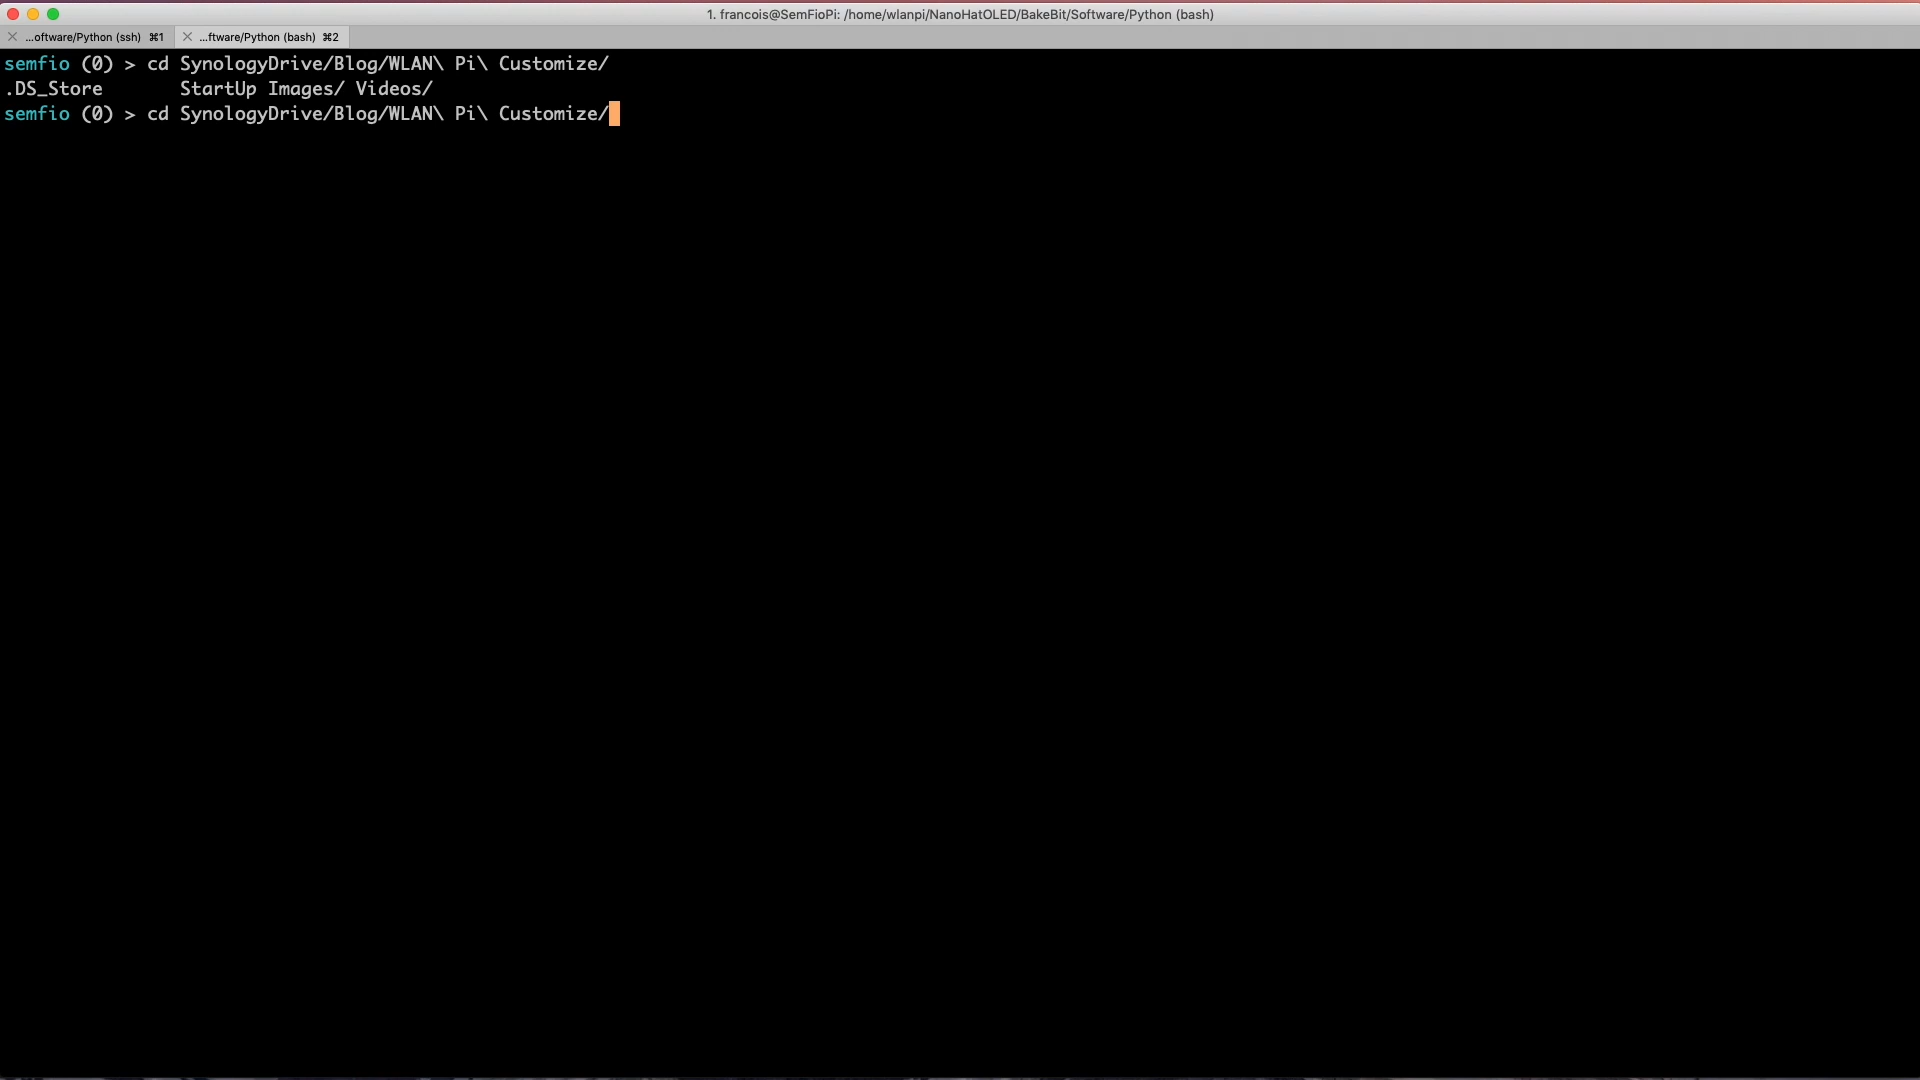 1. francois@SemFioPi: /home/wlanpi/NanoHatOLED/BakeBit/Software/Python (bash)
...oftware/Python (ssh) ⌘1 ...ftware/Python (bash) ⌘2
semfio (0) > cd SynologyDrive/Blog/WLAN\ Pi\ Customize/
.DS_Store StartUp Images/ Videos/
semfio (0) > cd SynologyDrive/Blog/WLAN\ Pi\ Customize/